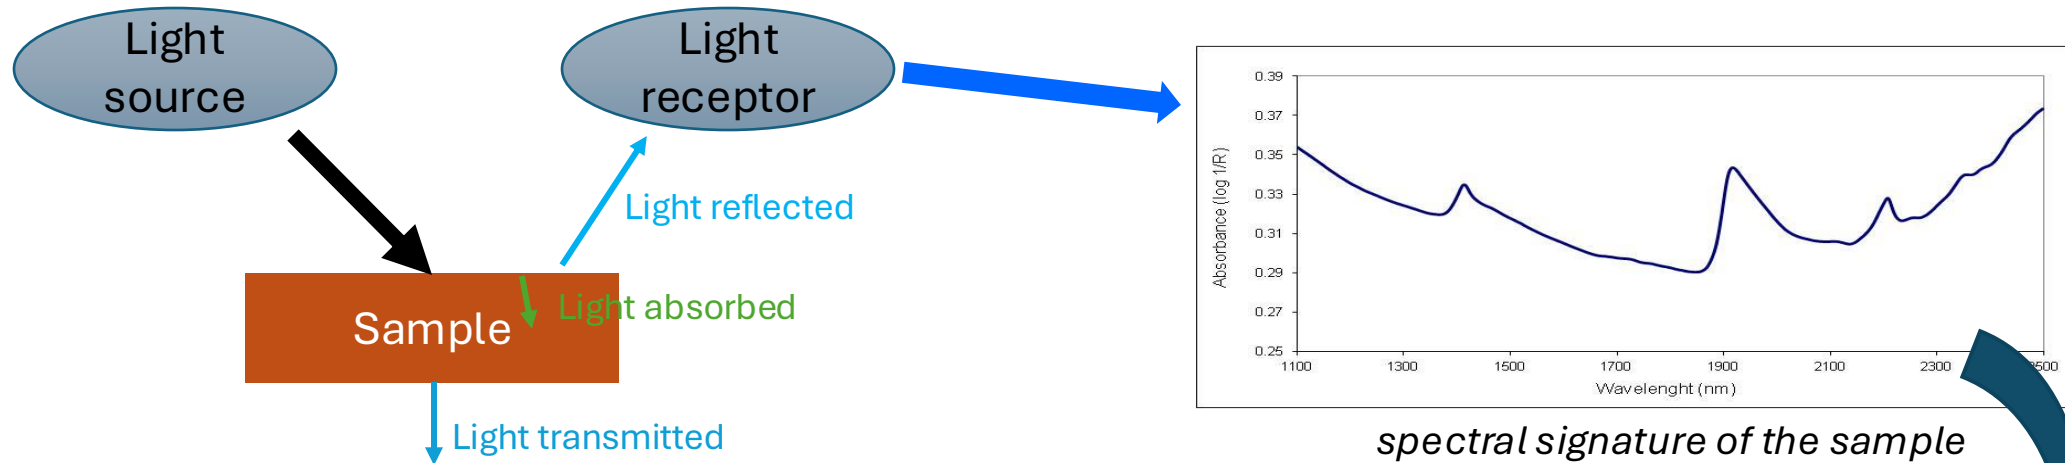 Light
source
Light
receptor
Light reflected
Light absorbed
Sample
Light transmitted
0.39
0.37
0.35
0.33
0.31
0.29
0.27
0.25
Absorbance (log 1/R)
1100 1300 1500 1700 1900 2100 2300 2500
Wavelenght (nm)
spectral signature of the sample